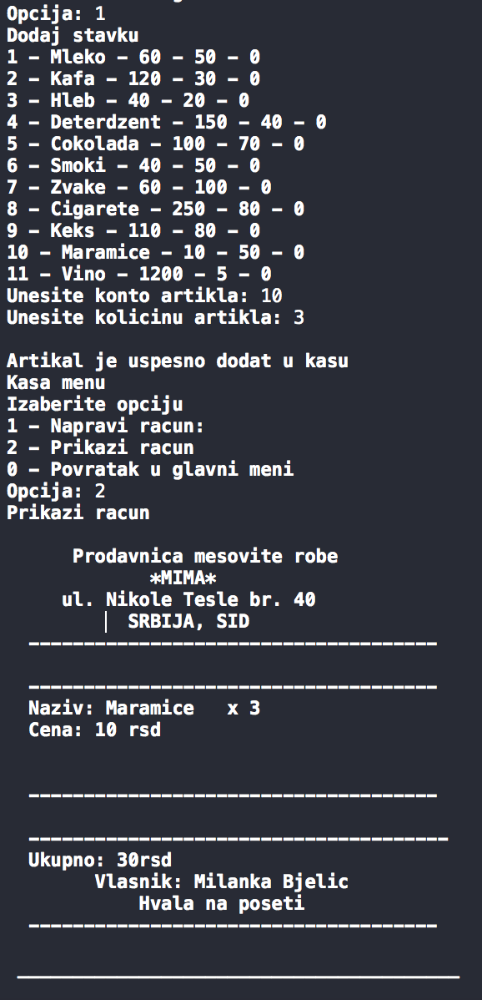 Opcija: 1
Dodaj stavku
1 - Mleko - 60 - 50 - 0
2 - Kafa - 120 - 30 - 0
3 - Hleb - 40 - 20 - 0
4 - Deterdzent - 150 - 40 - 0
5 - Cokolada - 100 - 70 - 0
6 - Smoki - 40 - 50 - 0
7 - Zvake - 60 - 100 - 0
8 - Cigarete - 250 - 80 - 0
9 - Keks - 110 - 80 - 0
10 - Maramice - 10 - 50 - 0
11 - Vino - 1200 - 5 - 0
Unesite konto artikla: 10
Unesite kolicinu artikla: 3
Artikal je uspesno dodat u kasu
Kasa menu
Izaberite opciju
1 - Napravi racun:
2 - Prikazi racun
0 - Povratak u glavni meni
Opcija: 2
Prikazi racun
Prodavnica mesovite robe
*MIMA*
ul. Nikole Tesle br. 40
SRBIJA, SID
-------------------------------------
-------------------------------------
Naziv: Maramice   x 3
Cena: 10 rsd
-------------------------------------
--------------------------------------
Ukupno: 30rsd
Vlasnik: Milanka Bjelic
Hvala na poseti
-------------------------------------
________________________________________